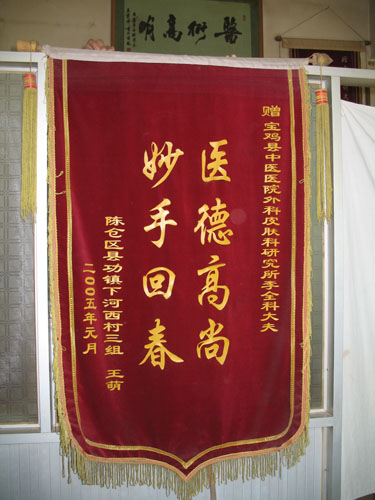 醫術高明
赠 宝鸡县中医医院外科皮肤科研究所李全科大夫
医德高尚
妙手回春
陈仓区县功镇下河西村三组 王萌
二00五年元月